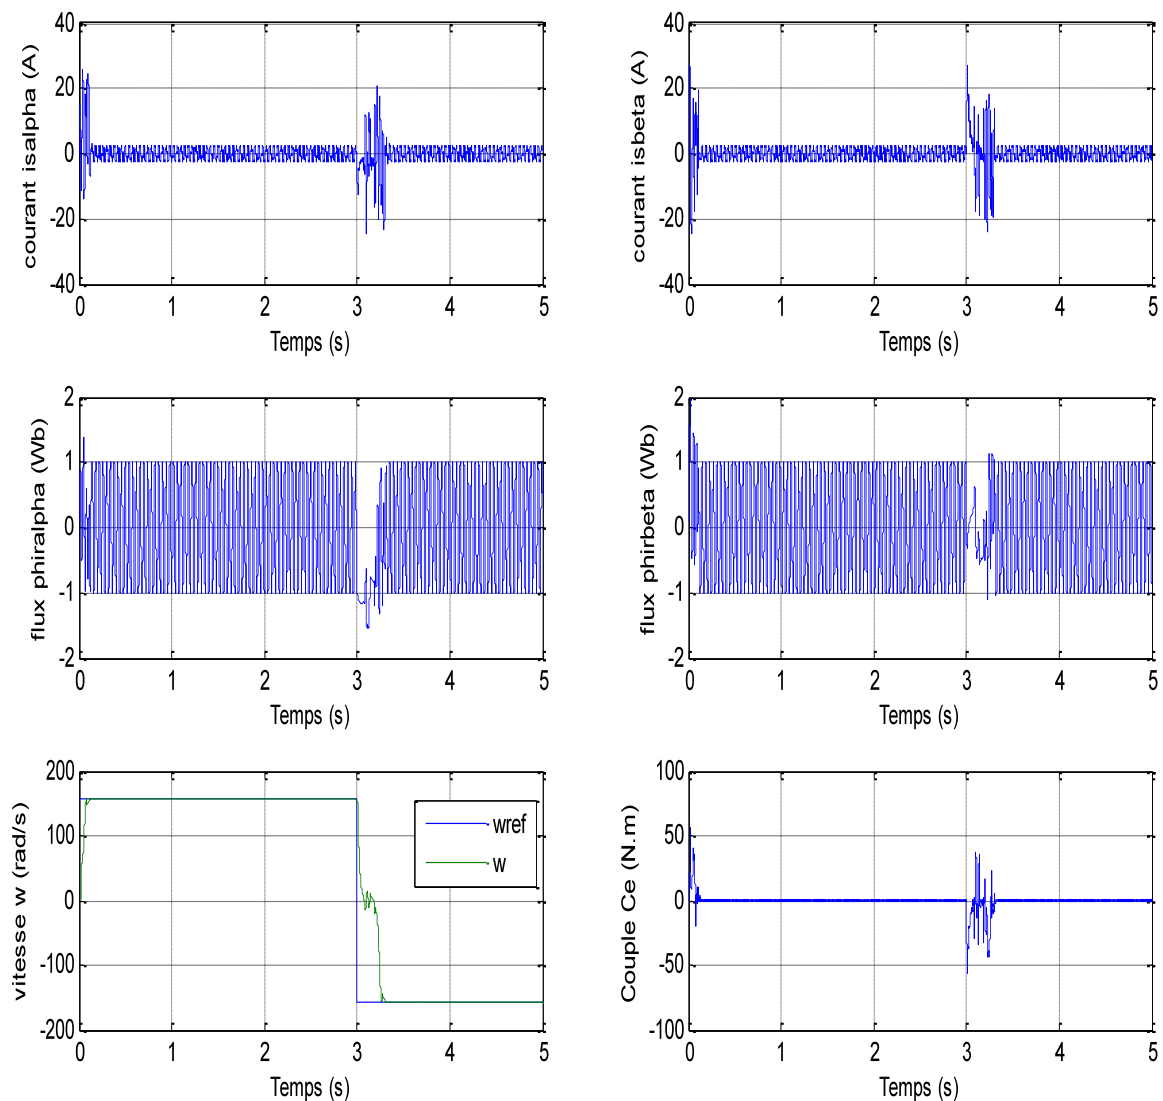 40
20
0
-20
-40
courant isalpha (A)
0 1 2 3 4 5
Temps (s)
40
20
0
-20
-40
courant isbeta (A)
0 1 2 3 4 5
Temps (s)
2
1
0
-1
-2
flux phiralpha (Wb)
0 1 2 3 4 5
Temps (s)
2
1
0
-1
-2
flux phirbeta (Wb)
0 1 2 3 4 5
Temps (s)
200
100
0
-100
-200
vitesse w (rad/s)
wref
w
0 1 2 3 4 5
Temps (s)
100
50
0
-50
-100
Couple Ce (N.m)
0 1 2 3 4 5
Temps (s)